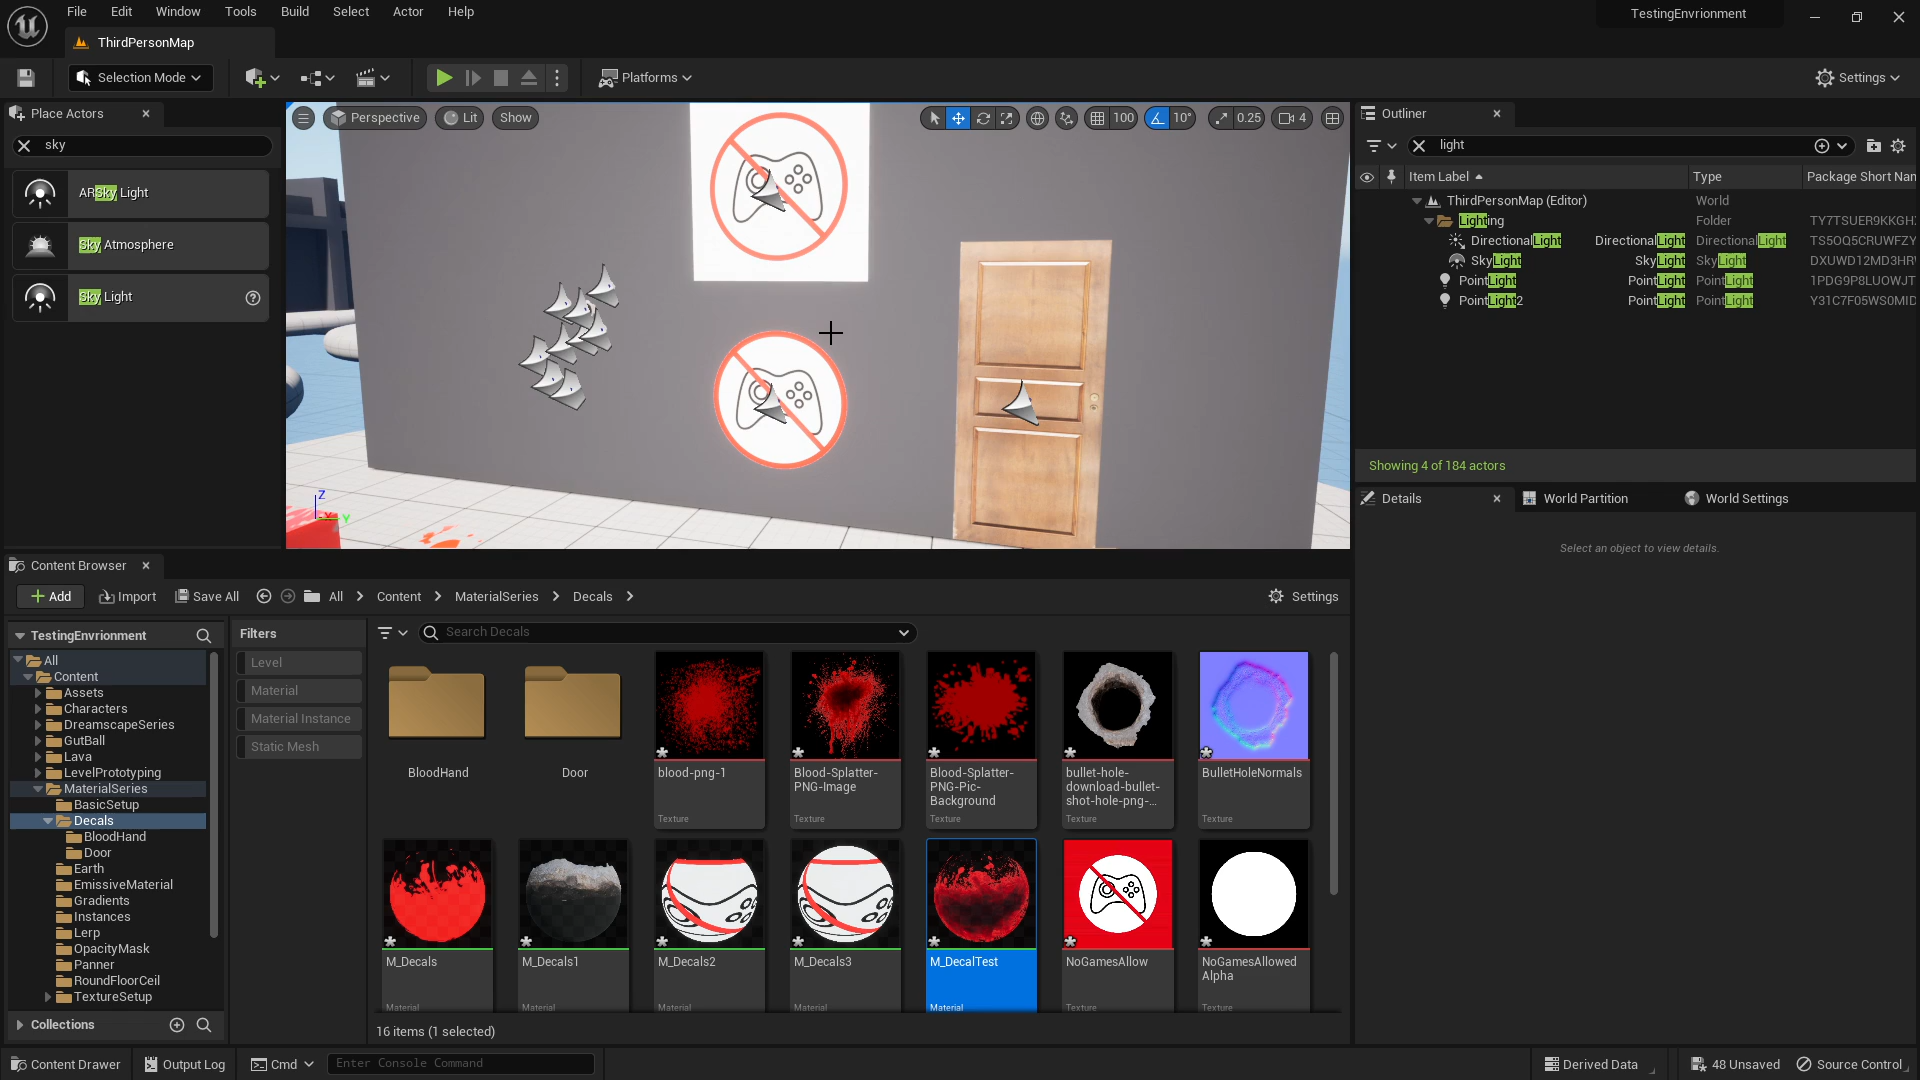 File Edit Window Tools Build Select Actor Help
TestingEnvrionment
ThirdPersonMap
Selection Mode
Platforms
Settings
Place Actors
sky
ARSky Light
Sky Atmosphere
Sky Light
Perspective Lit Show
100 10° 0.25 4
Z
Y
Outliner
light
Item Label Type Package Short Nam
ThirdPersonMap (Editor) World
Lighting Folder TY7TSUER9KKGH
DirectionalLight DirectionalLight DirectionalLight TS5OQ5CRUWFZY
SkyLight SkyLight SkyLight DXUWD12MD3HR
PointLight PointLight PointLight 1PDG9P8LUOWJT
PointLight2 PointLight PointLight Y31C7F05WS0MID
Showing 4 of 184 actors
Details World Partition World Settings
Select an object to view details.
Content Browser
Add Import Save All All Content MaterialSeries Decals Settings
TestingEnvrionment
All
Content
Assets
Characters
DreamscapeSeries
GutBall
Lava
LevelPrototyping
MaterialSeries
BasicSetup
Decals
BloodHand
Door
Earth
EmissiveMaterial
Gradients
Instances
Lerp
OpacityMask
Panner
RoundFloorCeil
TextureSetup
Collections
Filters
Level
Material
Material Instance
Static Mesh
Search Decals
BloodHand
Door
blood-png-1
Texture
Blood-Splatter-
PNG-Image
Texture
Blood-Splatter-
PNG-Pic-
Background
Texture
bullet-hole-
download-bullet-
shot-hole-png-...
Texture
BulletHoleNormals
Texture
M_Decals
Material
M_Decals1
Material
M_Decals2
Material
M_Decals3
Material
M_DecalTest
Material
NoGamesAllow
Texture
NoGamesAllowed
Alpha
Texture
16 items (1 selected)
Content Drawer Output Log Cmd Enter Console Command Derived Data 48 Unsaved Source Control